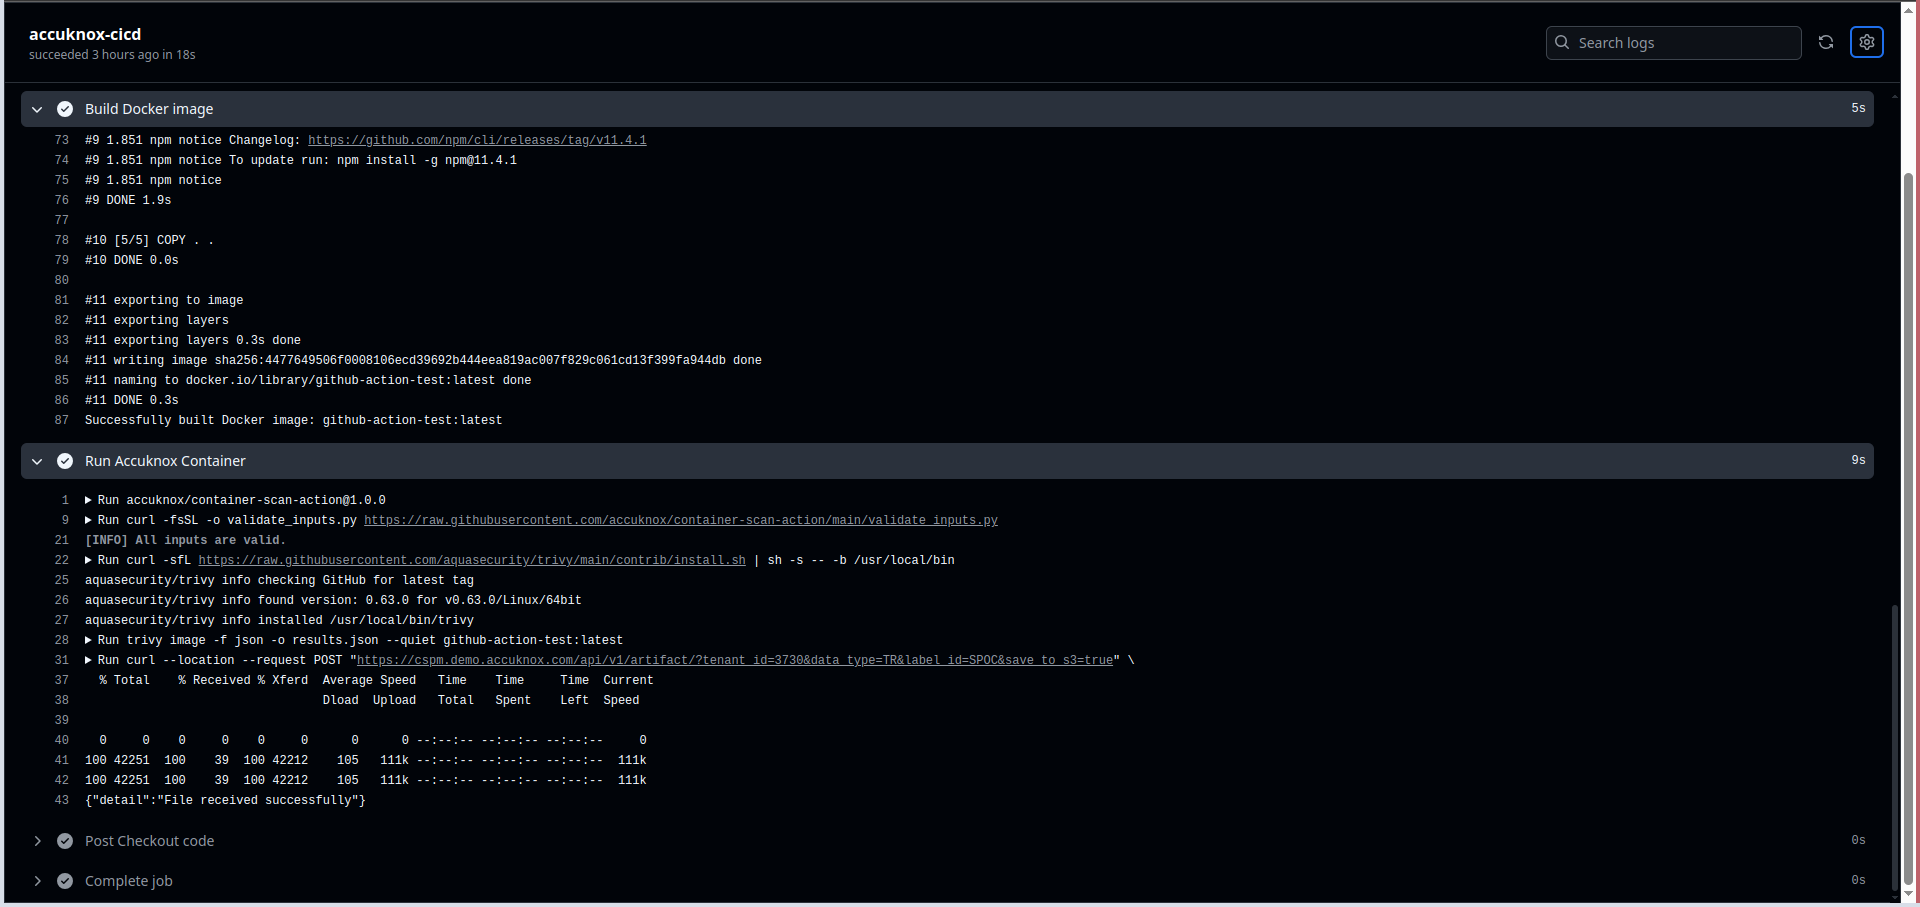 accuknox-cicd
succeeded 3 hours ago in 18s
Search logs
Build Docker image 5s
73 #9 1.851 npm notice Changelog: https://github.com/npm/cli/releases/tag/v11.4.1
74 #9 1.851 npm notice To update run: npm install -g npm@11.4.1
75 #9 1.851 npm notice
76 #9 DONE 1.9s
77
78 #10 [5/5] COPY . .
79 #10 DONE 0.0s
80
81 #11 exporting to image
82 #11 exporting layers
83 #11 exporting layers 0.3s done
84 #11 writing image sha256:4477649506f0008106ecd39692b444eea819ac007f829c061cd13f399fa944db done
85 #11 naming to docker.io/library/github-action-test:latest done
86 #11 DONE 0.3s
87 Successfully built Docker image: github-action-test:latest
Run Accuknox Container 9s
1 Run accuknox/container-scan-action@1.0.0
9 Run curl -fsSL -o validate_inputs.py https://raw.githubusercontent.com/accuknox/container-scan-action/main/validate_inputs.py
21 [INFO] All inputs are valid.
22 Run curl -sfL https://raw.githubusercontent.com/aquasecurity/trivy/main/contrib/install.sh | sh -s -- -b /usr/local/bin
25 aquasecurity/trivy info checking GitHub for latest tag
26 aquasecurity/trivy info found version: 0.63.0 for v0.63.0/Linux/64bit
27 aquasecurity/trivy info installed /usr/local/bin/trivy
28 Run trivy image -f json -o results.json --quiet github-action-test:latest
31 Run curl --location --request POST "https://cspm.demo.accuknox.com/api/v1/artifact/?tenant_id=3730&data_type=TR&label_id=SPOC&save_to_s3=true" \
37 % Total % Received % Xferd Average Speed Time Time Time Current
38 Dload Upload Total Spent Left Speed
39
40 0 0 0 0 0 0 0 0 --:--:-- --:--:-- --:--:-- 0
41 100 42251 100 39 100 42212 105 111k --:--:-- --:--:-- --:--:-- 111k
42 100 42251 100 39 100 42212 105 111k --:--:-- --:--:-- --:--:-- 111k
43 {"detail":"File received successfully"}
Post Checkout code 0s
Complete job 0s